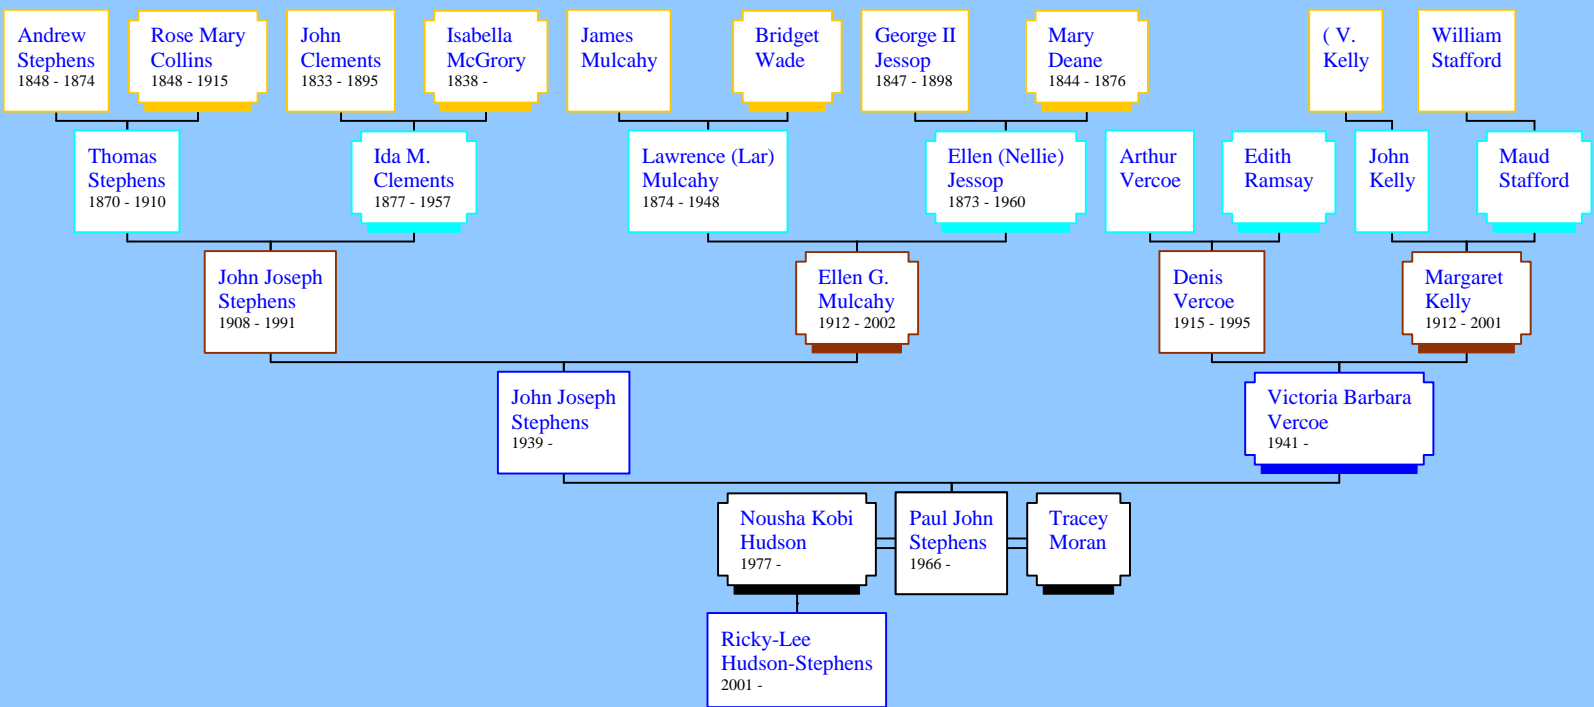 Andrew
Stephens
1848 - 1874
Rose Mary
Collins
1848 - 1915
John
Clements
1833 - 1895
Isabella
McGrory
1838 -
James
Mulcahy
Bridget
Wade
George II
Jessop
1847 - 1898
Mary
Deane
1844 - 1876
( V.
Kelly
William
Stafford
Thomas
Stephens
1870 - 1910
Ida M.
Clements
1877 - 1957
Lawrence (Lar)
Mulcahy
1874 - 1948
Ellen (Nellie)
Jessop
1873 - 1960
Arthur
Vercoe
Edith
Ramsay
John
Kelly
Maud
Stafford
John Joseph
Stephens
1908 - 1991
Ellen G.
Mulcahy
1912 - 2002
Denis
Vercoe
1915 - 1995
Margaret
Kelly
1912 - 2001
John Joseph
Stephens
1939 -
Victoria Barbara
Vercoe
1941 -
Nousha Kobi
Hudson
1977 -
Paul John
Stephens
1966 -
Tracey
Moran
Ricky-Lee
Hudson-Stephens
2001 -